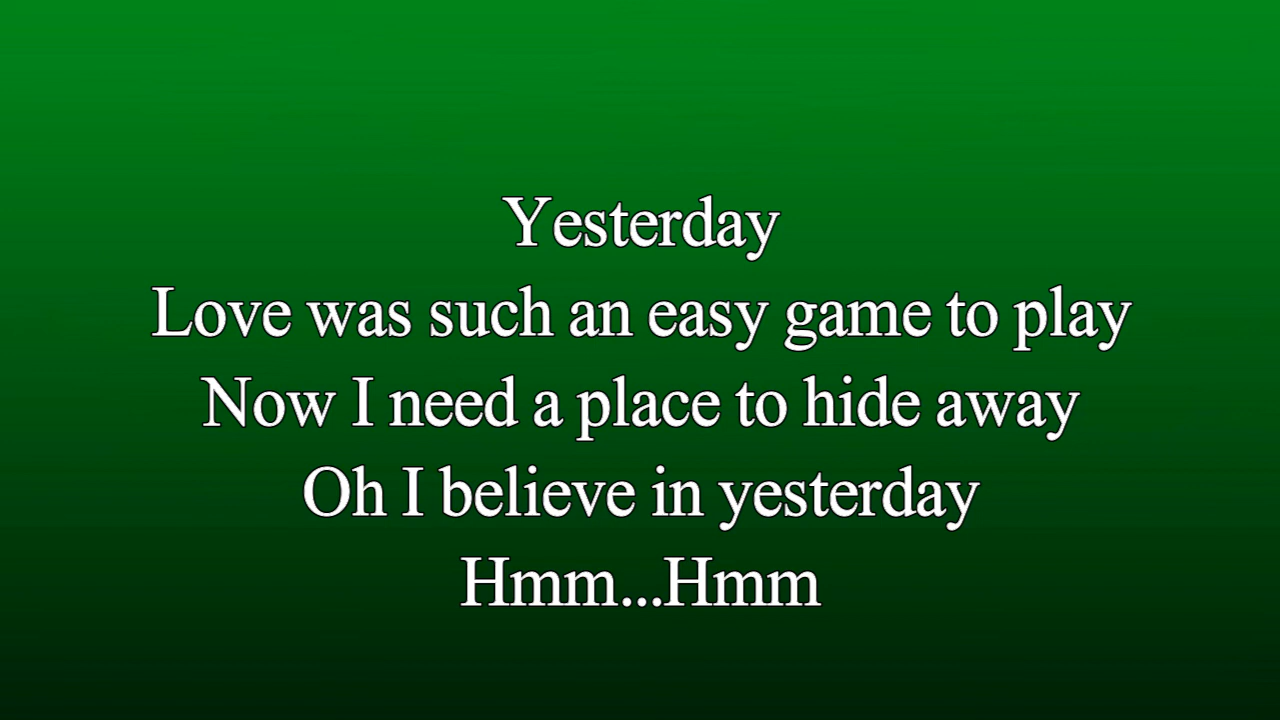 Yesterday
Love was such an easy game to play
Now I need a place to hide away
Oh I believe in yesterday
Hmm...Hmm